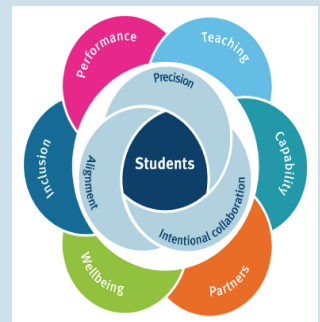 Performance
Teaching
Capability
Partners
Wellbeing
Inclusion
Precision
Intentional collaboration
Alignment
Students